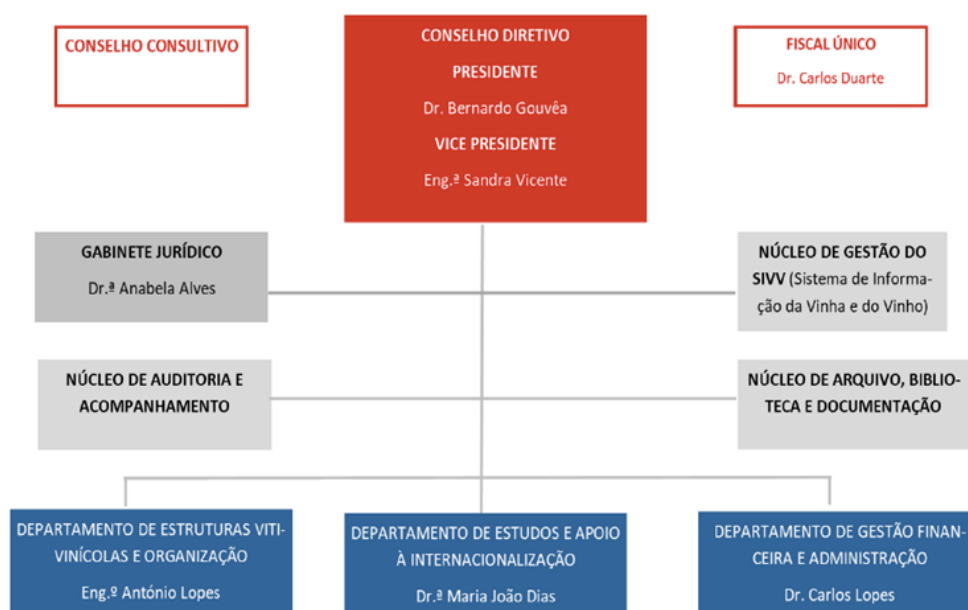 CONSELHO CONSULTIVO
CONSELHO DIRETIVO
PRESIDENTE
Dr. Bernardo Gouvêa
VICE PRESIDENTE
Eng.ª Sandra Vicente
FISCAL ÚNICO
Dr. Carlos Duarte
GABINETE JURÍDICO
Dr.ª Anabela Alves
NÚCLEO DE GESTÃO DO
SIVV (Sistema de Informa-
ção da Vinha e do Vinho)
NÚCLEO DE AUDITORIA E
ACOMPANHAMENTO
NÚCLEO DE ARQUIVO, BIBLIO-
TECA E DOCUMENTAÇÃO
DEPARTAMENTO DE ESTRUTURAS VITI-
VINÍCOLAS E ORGANIZAÇÃO
Eng.º António Lopes
DEPARTAMENTO DE ESTUDOS E APOIO
À INTERNACIONALIZAÇÃO
Dr.ª Maria João Dias
DEPARTAMENTO DE GESTÃO FINAN-
CEIRA E ADMINISTRAÇÃO
Dr. Carlos Lopes